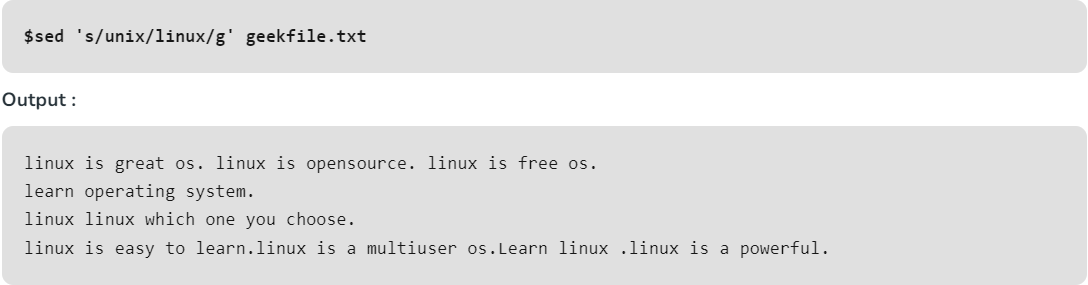 $sed 's/unix/linux/g' geekfile.txt
Output :
linux is great os. linux is opensource. linux is free os.
learn operating system.
linux linux which one you choose.
linux is easy to learn.linux is a multiuser os.Learn linux .linux is a powerful.